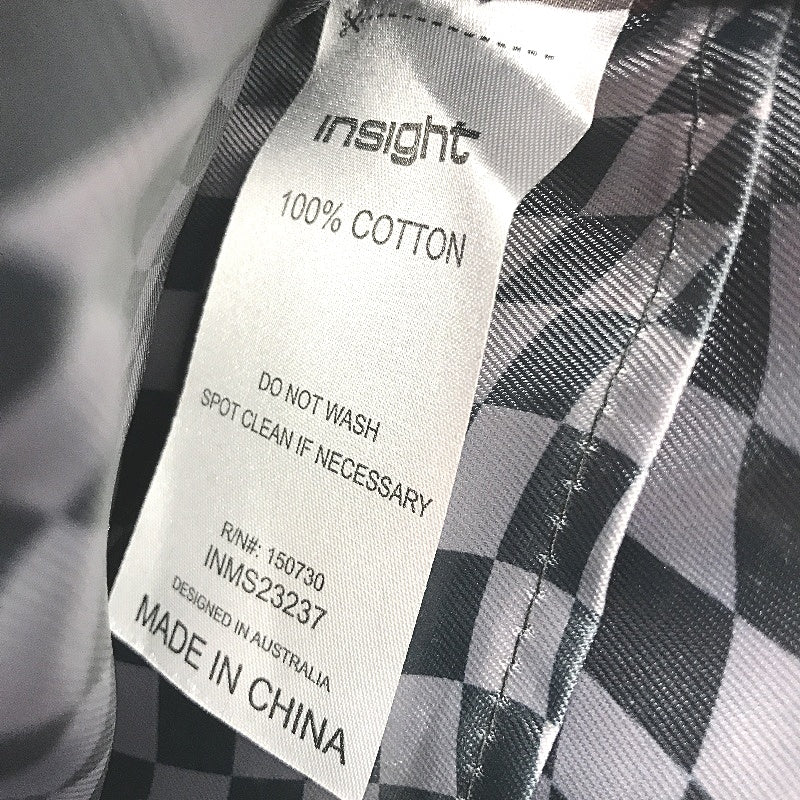 insight
100% COTTON
DO NOT WASH
SPOT CLEAN IF NECESSARY
R/N#: 150730
INMS23237
DESIGNED IN AUSTRALIA
MADE IN CHINA